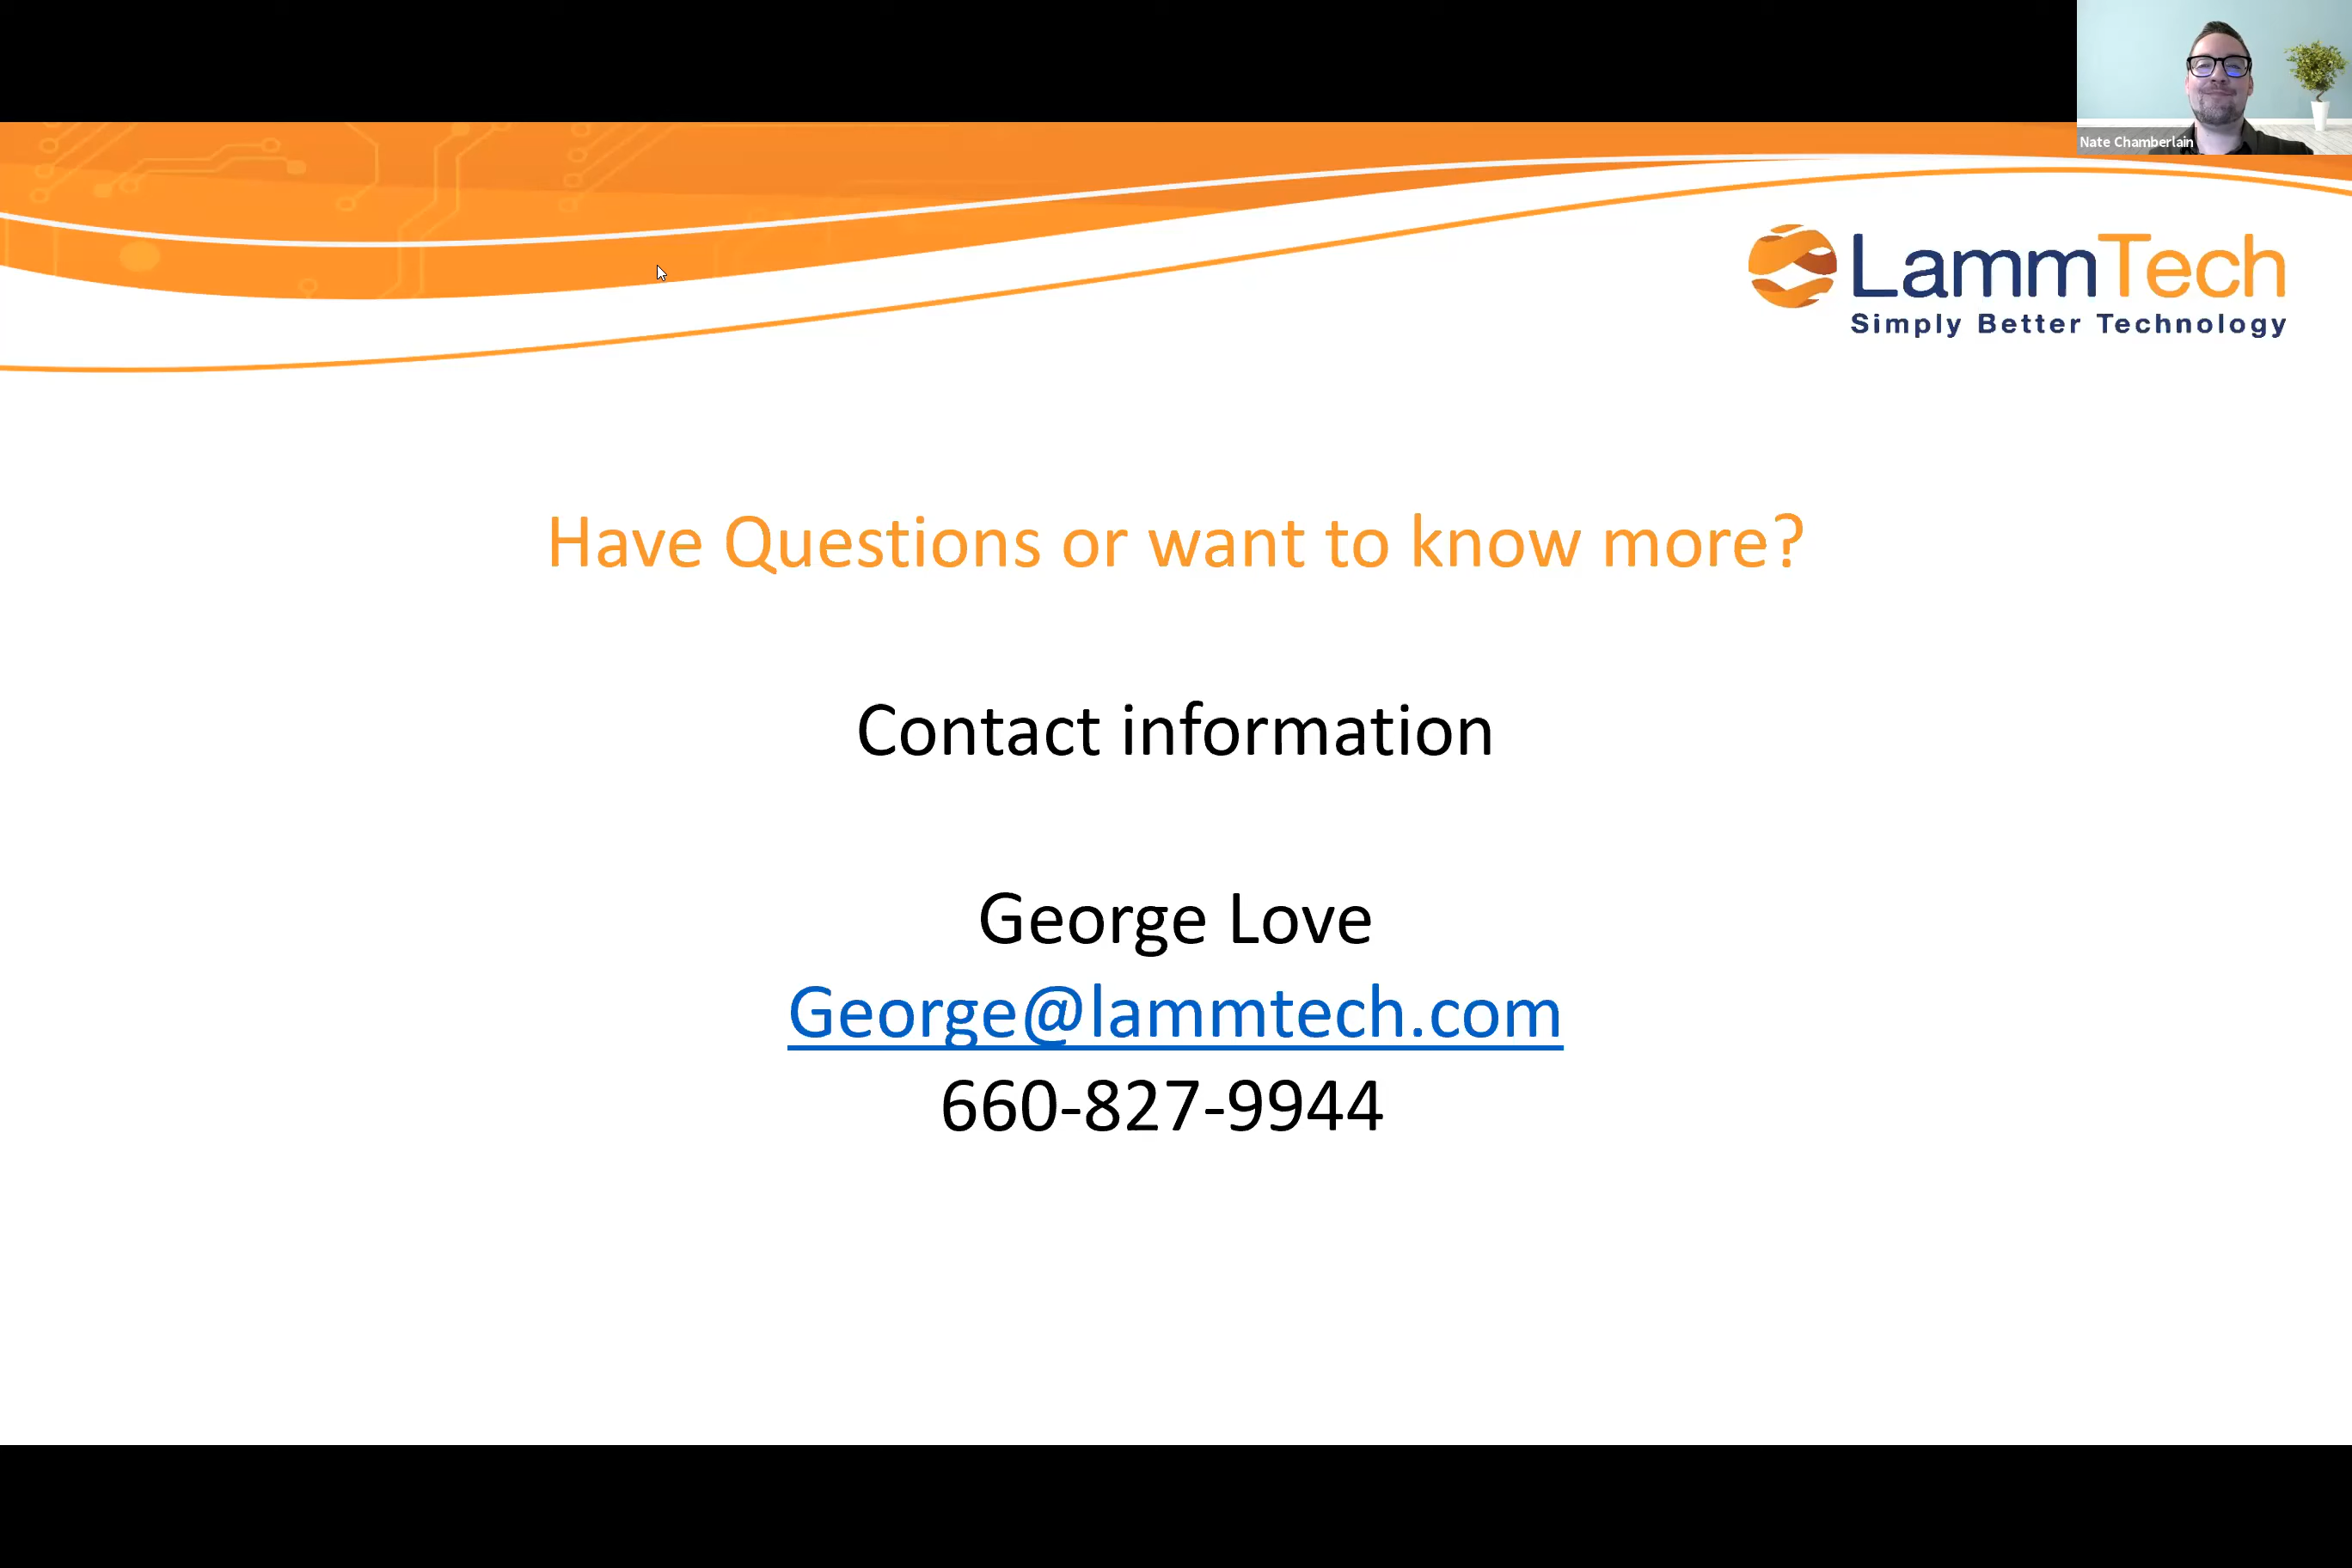 Nate Chamberlain
LammTech
Simply Better Technology
Have Questions or want to know more?
Contact information
George Love
George@lammtech.com
660-827-9944